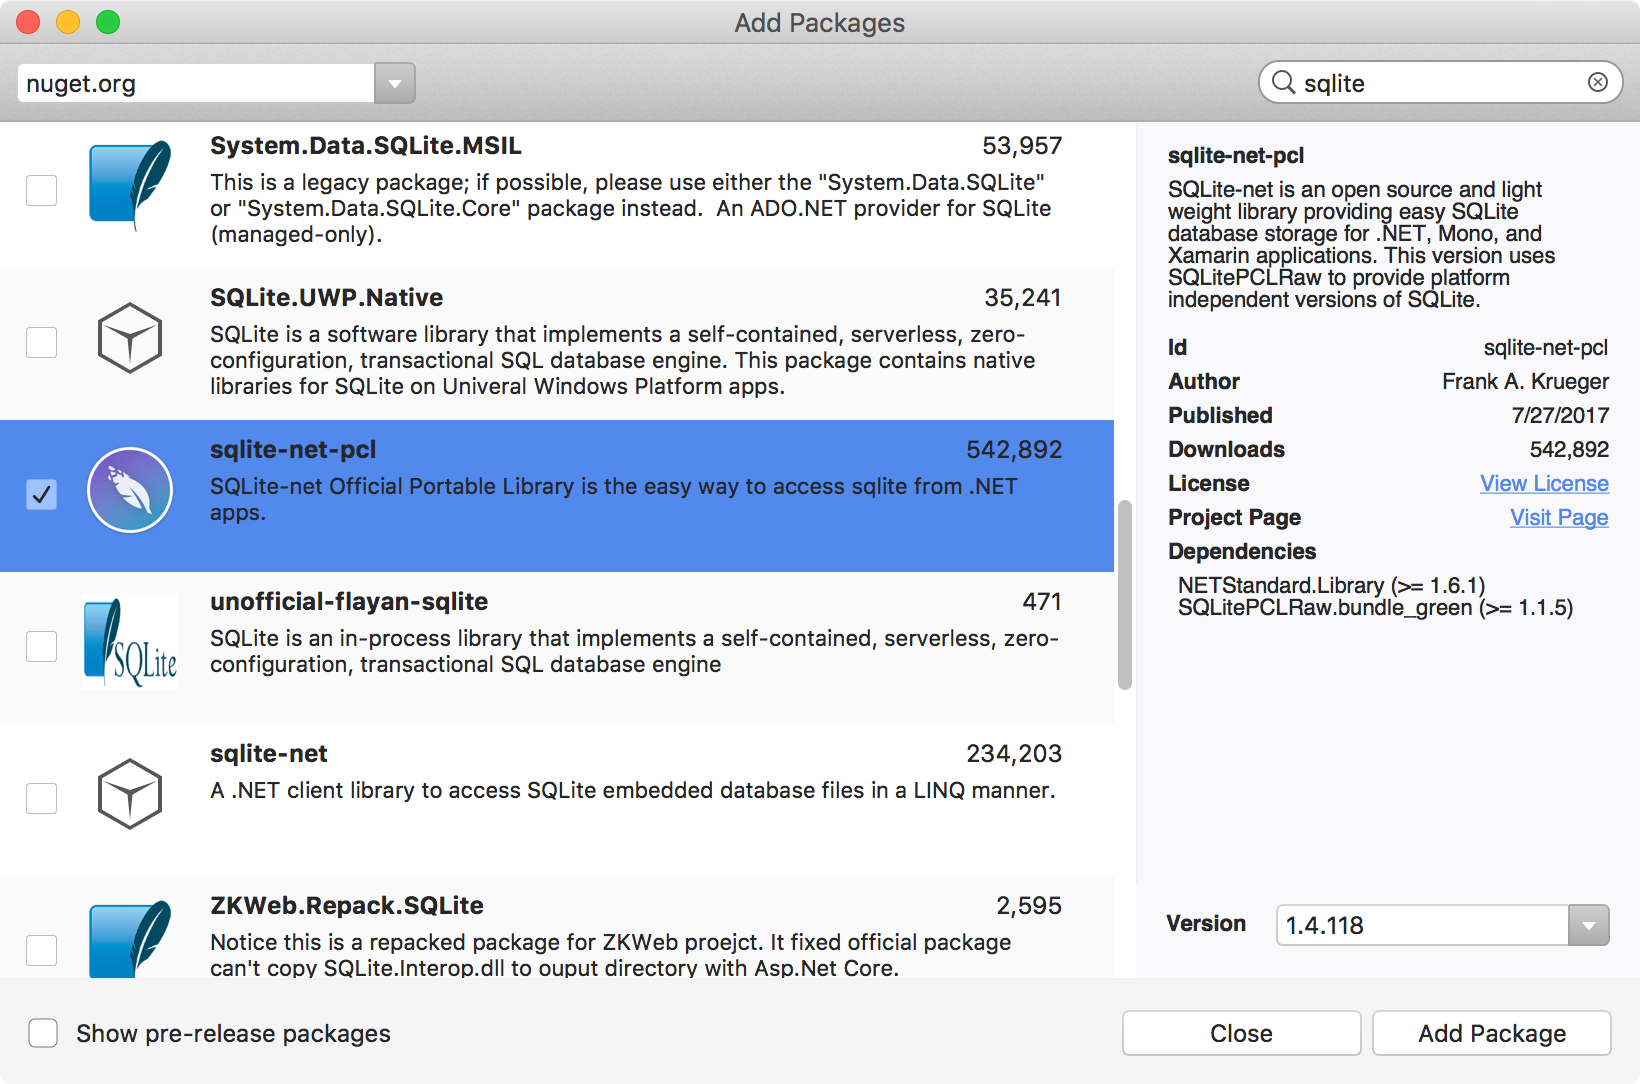 Add Packages
nuget.org
sqlite
System.Data.SQLite.MSIL 53,957
This is a legacy package; if possible, please use either the "System.Data.SQLite"
or "System.Data.SQLite.Core" package instead.  An ADO.NET provider for SQLite
(managed-only).
SQLite.UWP.Native 35,241
SQLite is a software library that implements a self-contained, serverless, zero-
configuration, transactional SQL database engine. This package contains native
libraries for SQLite on Univeral Windows Platform apps.
sqlite-net-pcl 542,892
SQLite-net Official Portable Library is the easy way to access sqlite from .NET
apps.
SQLite
unofficial-flayan-sqlite 471
SQLite is an in-process library that implements a self-contained, serverless, zero-
configuration, transactional SQL database engine
sqlite-net 234,203
A .NET client library to access SQLite embedded database files in a LINQ manner.
ZKWeb.Repack.SQLite 2,595
Notice this is a repacked package for ZKWeb proejct. It fixed official package
can't copy SQLite.Interop.dll to ouput directory with Asp.Net Core.
sqlite-net-pcl
SQLite-net is an open source and light
weight library providing easy SQLite
database storage for .NET, Mono, and
Xamarin applications. This version uses
SQLitePCLRaw to provide platform
independent versions of SQLite.
Id sqlite-net-pcl
Author Frank A. Krueger
Published 7/27/2017
Downloads 542,892
License View License
Project Page Visit Page
Dependencies
NETStandard.Library (>= 1.6.1)
SQLitePCLRaw.bundle_green (>= 1.1.5)
Version 1.4.118
Show pre-release packages
Close
Add Package